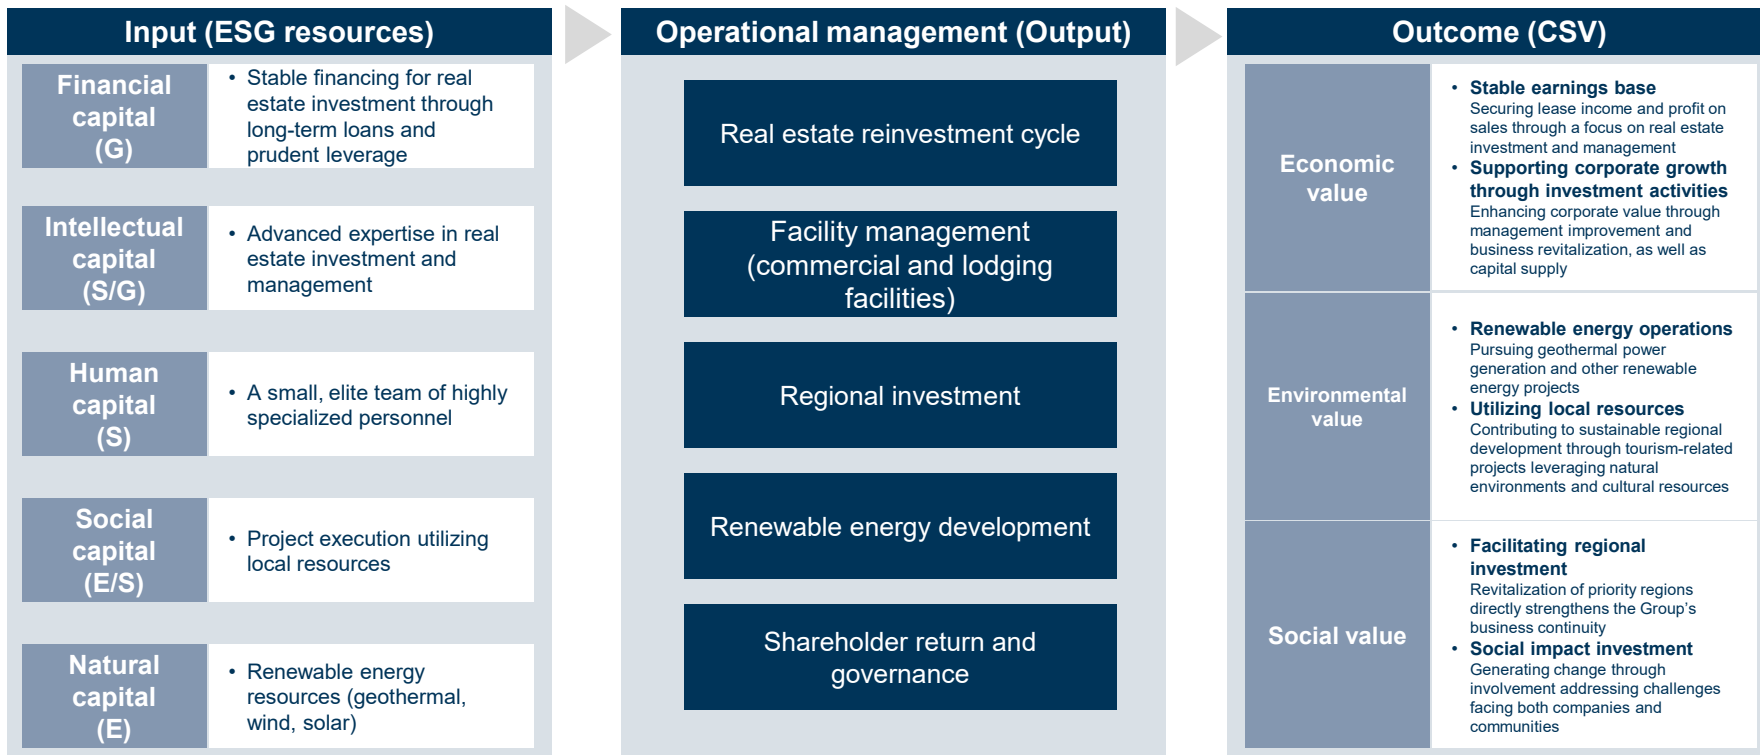 Input (ESG resources)
Financial
capital
(G)
• Stable financing for real
estate investment through
long-term loans and
prudent leverage
Intellectual
capital
(S/G)
• Advanced expertise in real
estate investment and
management
Human
capital
(S)
• A small, elite team of highly
specialized personnel
Social
capital
(E/S)
• Project execution utilizing
local resources
Natural
capital
(E)
• Renewable energy
resources (geothermal,
wind, solar)
Operational management (Output)
Real estate reinvestment cycle
Facility management
(commercial and lodging
facilities)
Regional investment
Renewable energy development
Shareholder return and
governance
Outcome (CSV)
Economic
value
• Stable earnings base
Securing lease income and profit on
sales through a focus on real estate
investment and management
• Supporting corporate growth
through investment activities
Enhancing corporate value through
management improvement and
business revitalization, as well as
capital supply
Environmental
value
• Renewable energy operations
Pursuing geothermal power
generation and other renewable
energy projects
• Utilizing local resources
Contributing to sustainable regional
development through tourism-related
projects leveraging natural
environments and cultural resources
Social value
• Facilitating regional
investment
Revitalization of priority regions
directly strengthens the Group's
business continuity
• Social impact investment
Generating change through
involvement addressing challenges
facing both companies and
communities